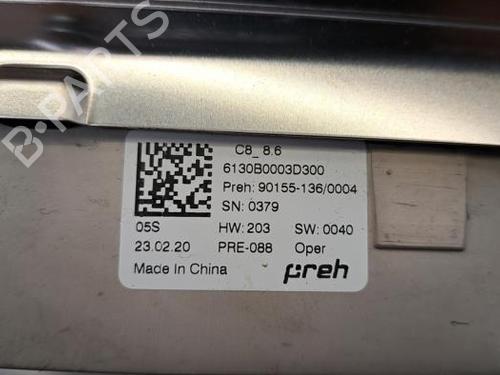 B-PARTS
C8_ 8.6
6130B0003D300
Preh: 90155-136/0004
SN: 0379
05S HW: 203 SW: 0040
23.02.20 PRE-088 Oper
Made In China preh